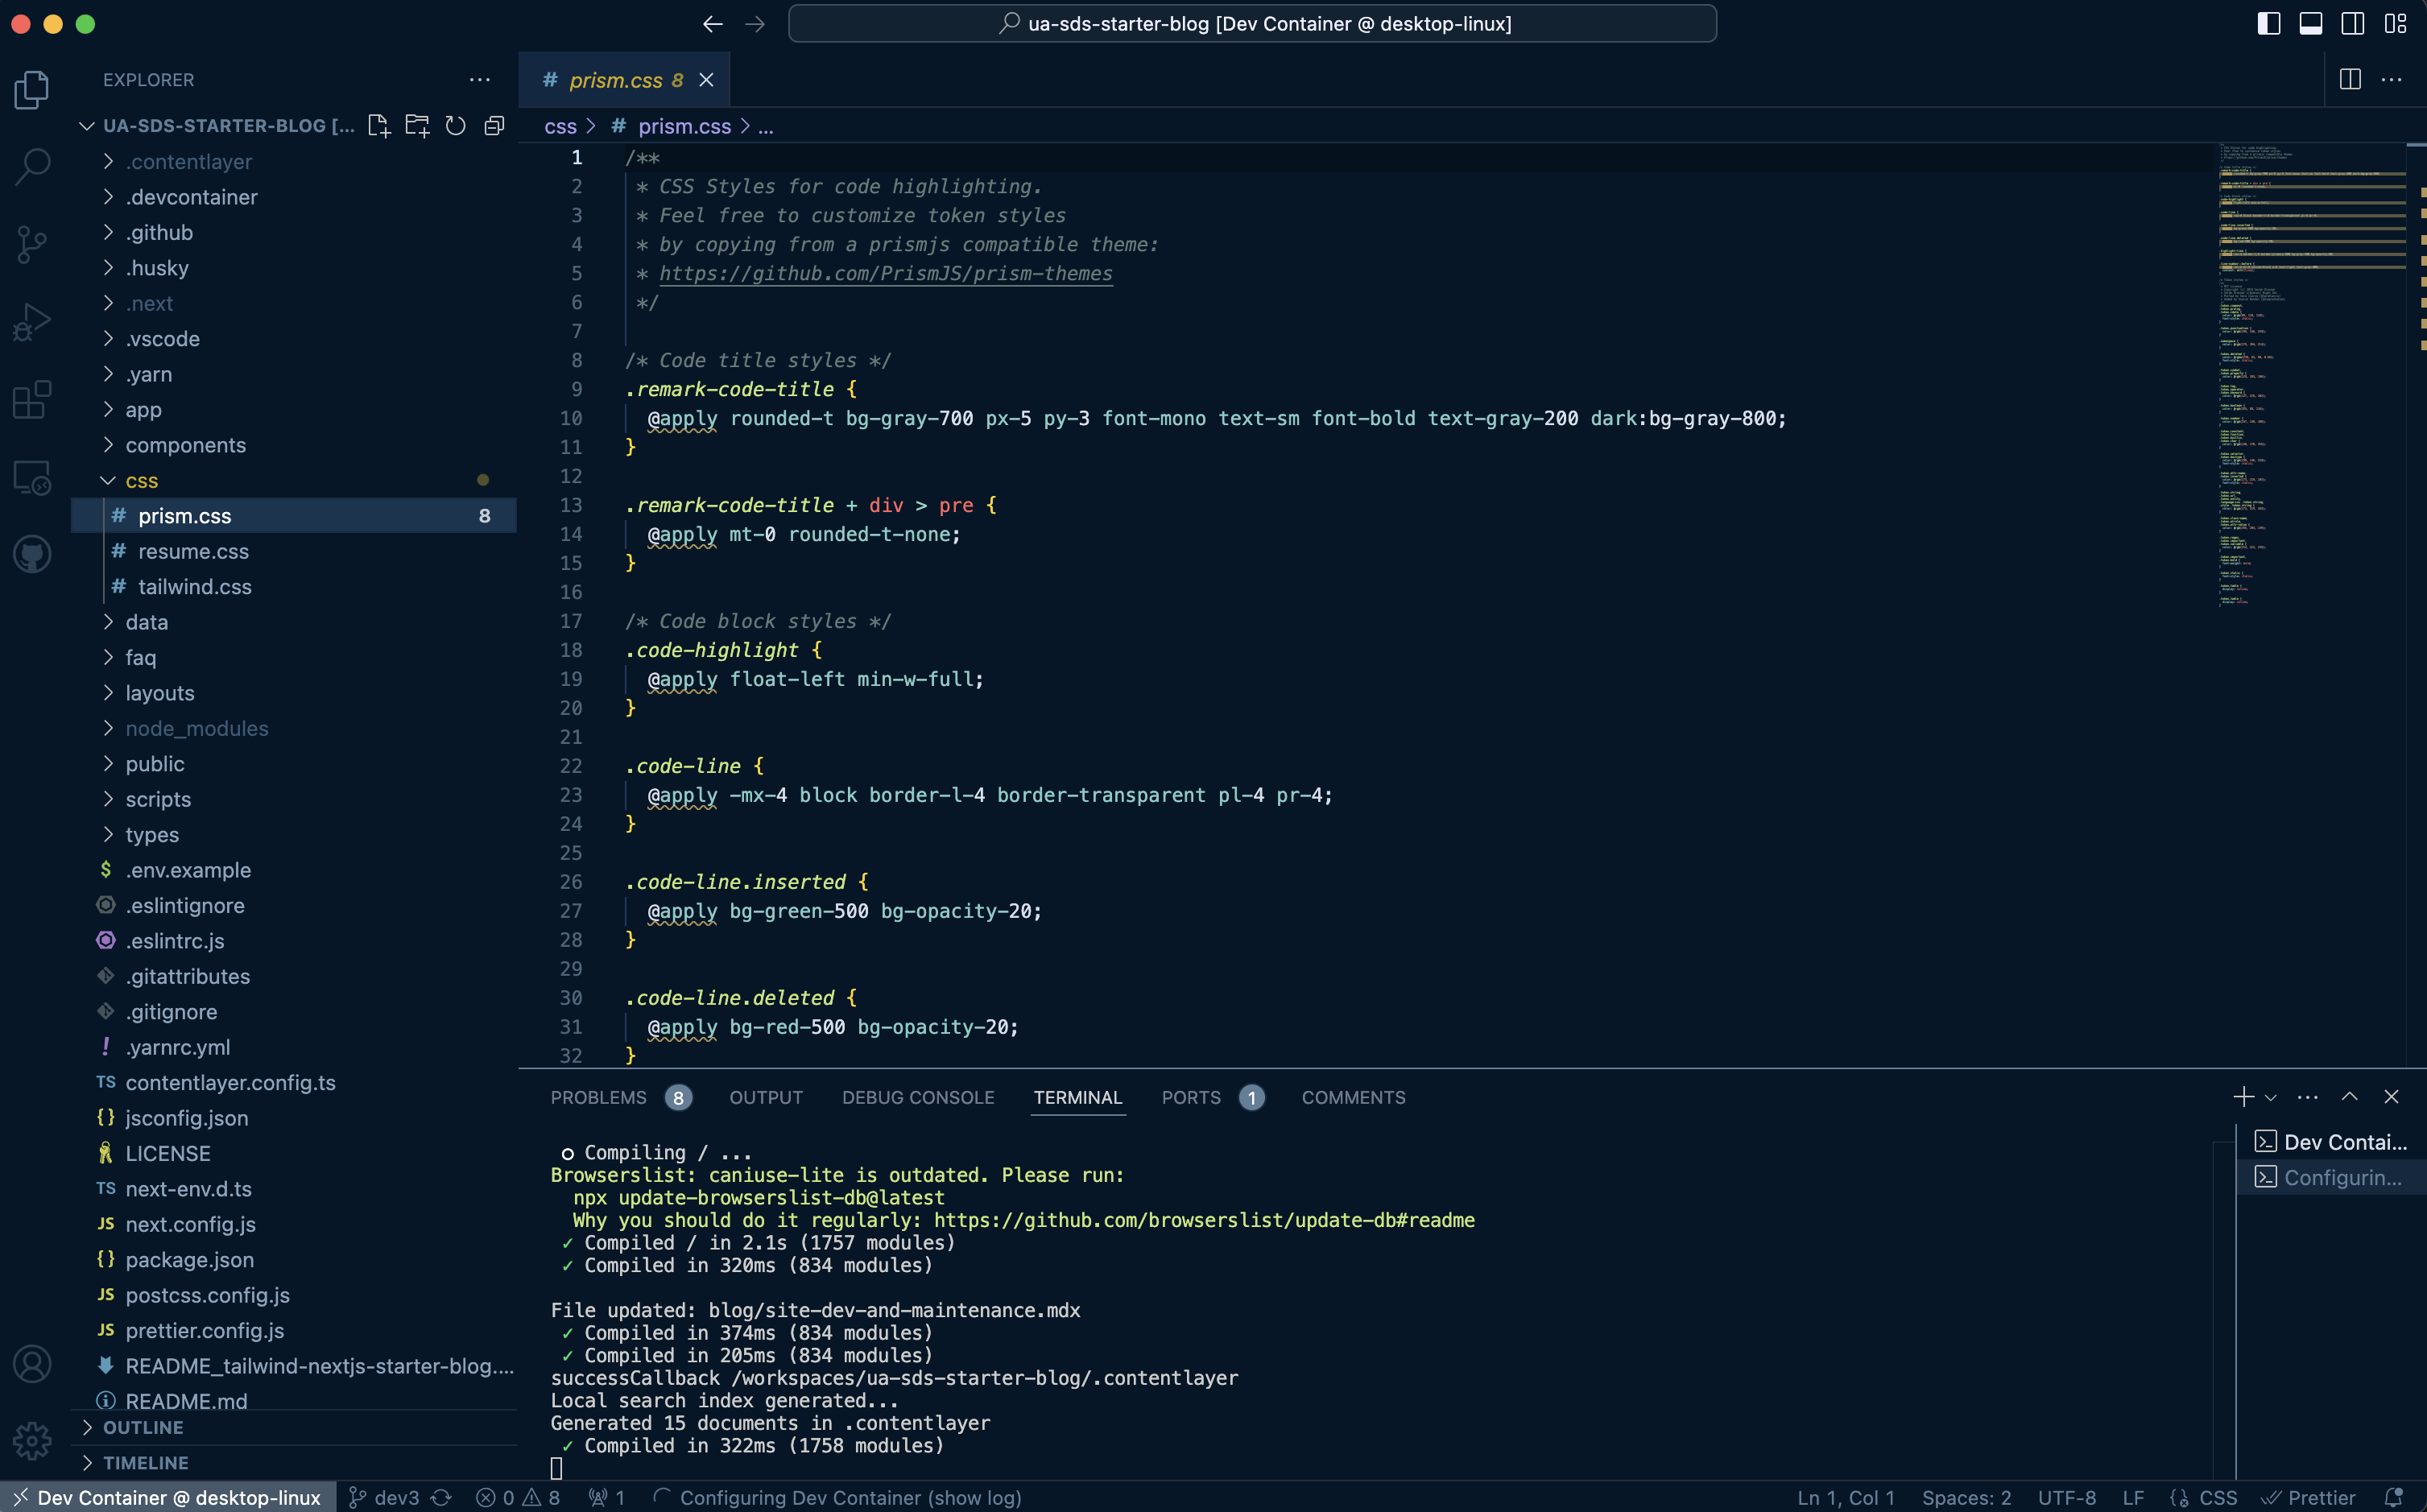 ua-sds-starter-blog [Dev Container @ desktop-linux]
EXPLORER
UA-SDS-STARTER-BLOG [...
.contentlayer
.devcontainer
.github
.husky
.next
.vscode
.yarn
app
components
css
# prism.css 8
# resume.css
# tailwind.css
data
faq
layouts
node_modules
public
scripts
types
$ .env.example
.eslintignore
.eslintrc.js
.gitattributes
.gitignore
! .yarnrc.yml
TS contentlayer.config.ts
{} jsconfig.json
LICENSE
TS next-env.d.ts
JS next.config.js
{} package.json
JS postcss.config.js
JS prettier.config.js
README_tailwind-nextjs-starter-blog....
README.md
OUTLINE
TIMELINE
# prism.css 8
css > # prism.css > ...
1 /**
2 * CSS Styles for code highlighting.
3 * Feel free to customize token styles
4 * by copying from a prismjs compatible theme:
5 * https://github.com/PrismJS/prism-themes
6 */
7
8 /* Code title styles */
9 .remark-code-title {
10 @apply rounded-t bg-gray-700 px-5 py-3 font-mono text-sm font-bold text-gray-200 dark:bg-gray-800;
11 }
12
13 .remark-code-title + div > pre {
14 @apply mt-0 rounded-t-none;
15 }
16
17 /* Code block styles */
18 .code-highlight {
19 @apply float-left min-w-full;
20 }
21
22 .code-line {
23 @apply -mx-4 block border-l-4 border-transparent pl-4 pr-4;
24 }
25
26 .code-line.inserted {
27 @apply bg-green-500 bg-opacity-20;
28 }
29
30 .code-line.deleted {
31 @apply bg-red-500 bg-opacity-20;
32 }
PROBLEMS 8 OUTPUT DEBUG CONSOLE TERMINAL PORTS 1 COMMENTS
○ Compiling / ...
Browserslist: caniuse-lite is outdated. Please run:
npx update-browserslist-db@latest
Why you should do it regularly: https://github.com/browserslist/update-db#readme
✓ Compiled / in 2.1s (1757 modules)
✓ Compiled in 320ms (834 modules)
File updated: blog/site-dev-and-maintenance.mdx
✓ Compiled in 374ms (834 modules)
✓ Compiled in 205ms (834 modules)
successCallback /workspaces/ua-sds-starter-blog/.contentlayer
Local search index generated...
Generated 15 documents in .contentlayer
✓ Compiled in 322ms (1758 modules)
Dev Contai...
Configurin...
Dev Container @ desktop-linux dev3 0 8 1 Configuring Dev Container (show log) Ln 1, Col 1 Spaces: 2 UTF-8 LF {} CSS Prettier